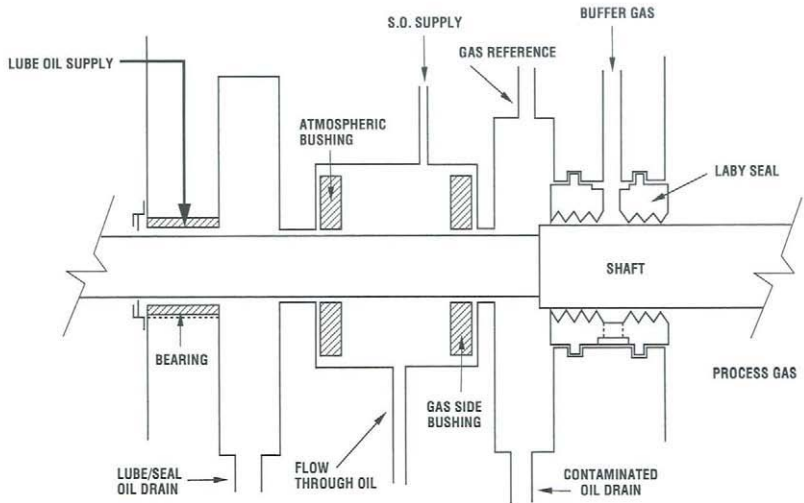 S.O. SUPPLY
BUFFER GAS
GAS REFERENCE
LUBE OIL SUPPLY
ATMOSPHERIC
BUSHING
LABY SEAL
SHAFT
BEARING
PROCESS GAS
GAS SIDE
BUSHING
LUBE/SEAL
OIL DRAIN
FLOW
THROUGH OIL
CONTAMINATED
OIL DRAIN